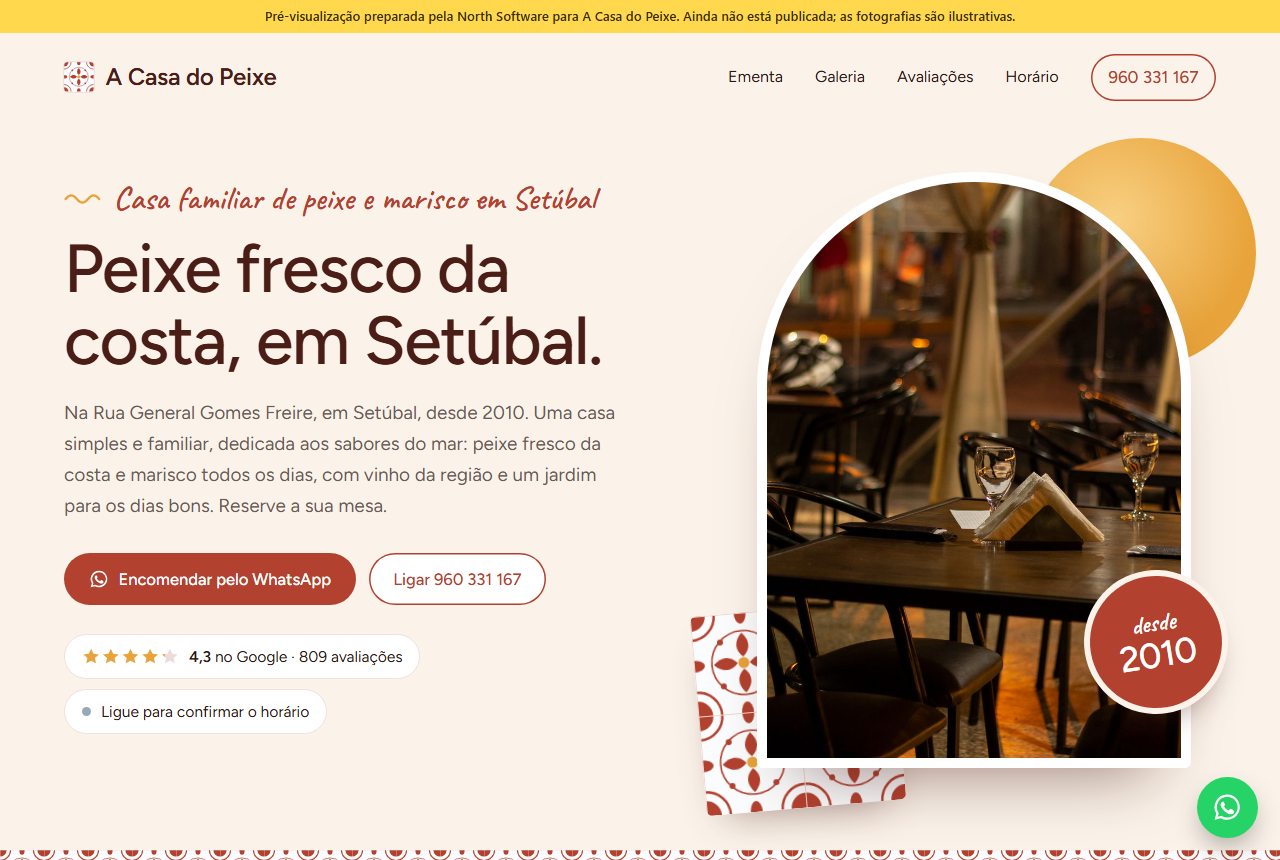 Pré-visualização preparada pela North Software para A Casa do Peixe. Ainda não está publicada; as fotografias são ilustrativas.
A Casa do Peixe
Ementa
Galeria
Avaliações
Horário
960 331 167
Casa familiar de peixe e marisco em Setúbal
Peixe fresco da
costa, em Setúbal.
Na Rua General Gomes Freire, em Setúbal, desde 2010. Uma casa
simples e familiar, dedicada aos sabores do mar: peixe fresco da
costa e marisco todos os dias, com vinho da região e um jardim
para os dias bons. Reserve a sua mesa.
Encomendar pelo WhatsApp
Ligar 960 331 167
4,3 no Google · 809 avaliações
Ligue para confirmar o horário
desde
2010